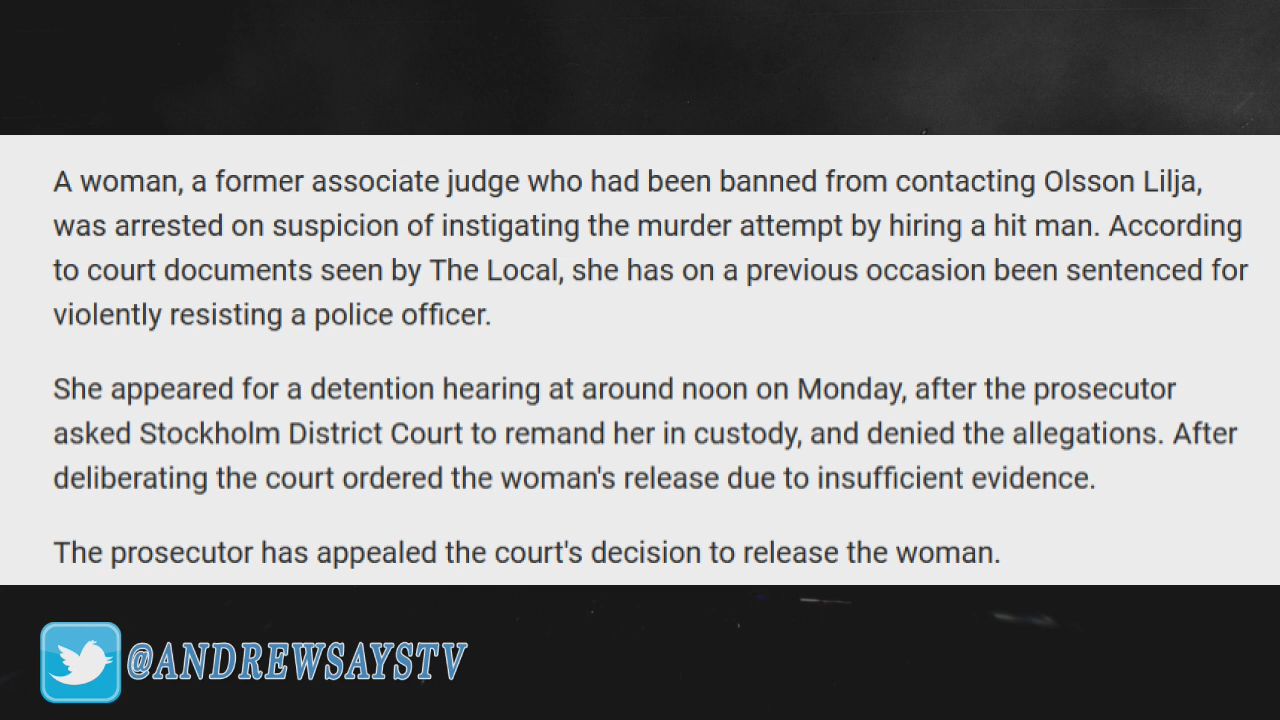 A woman, a former associate judge who had been banned from contacting Olsson Lilja,
was arrested on suspicion of instigating the murder attempt by hiring a hit man. According
to court documents seen by The Local, she has on a previous occasion been sentenced for
violently resisting a police officer.
She appeared for a detention hearing at around noon on Monday, after the prosecutor
asked Stockholm District Court to remand her in custody, and denied the allegations. After
deliberating the court ordered the woman's release due to insufficient evidence.
The prosecutor has appealed the court's decision to release the woman.
@ANDREWSAYSTV